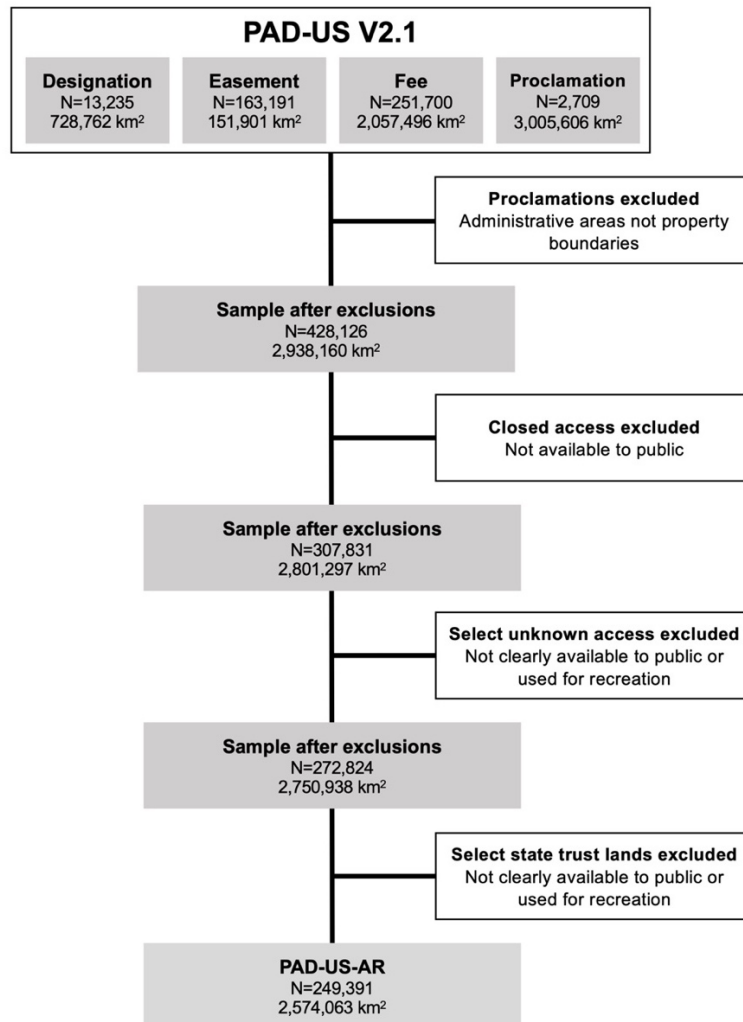 PAD-US V2.1
Designation
N=13,235
728,762 km²
Easement
N=163,191
151,901 km²
Fee
N=251,700
2,057,496 km²
Proclamation
N=2,709
3,005,606 km²
Proclamations excluded
Administrative areas not property
boundaries
Sample after exclusions
N=428,126
2,938,160 km²
Closed access excluded
Not available to public
Sample after exclusions
N=307,831
2,801,297 km²
Select unknown access excluded
Not clearly available to public or
used for recreation
Sample after exclusions
N=272,824
2,750,938 km²
Select state trust lands excluded
Not clearly available to public or
used for recreation
PAD-US-AR
N=249,391
2,574,063 km²